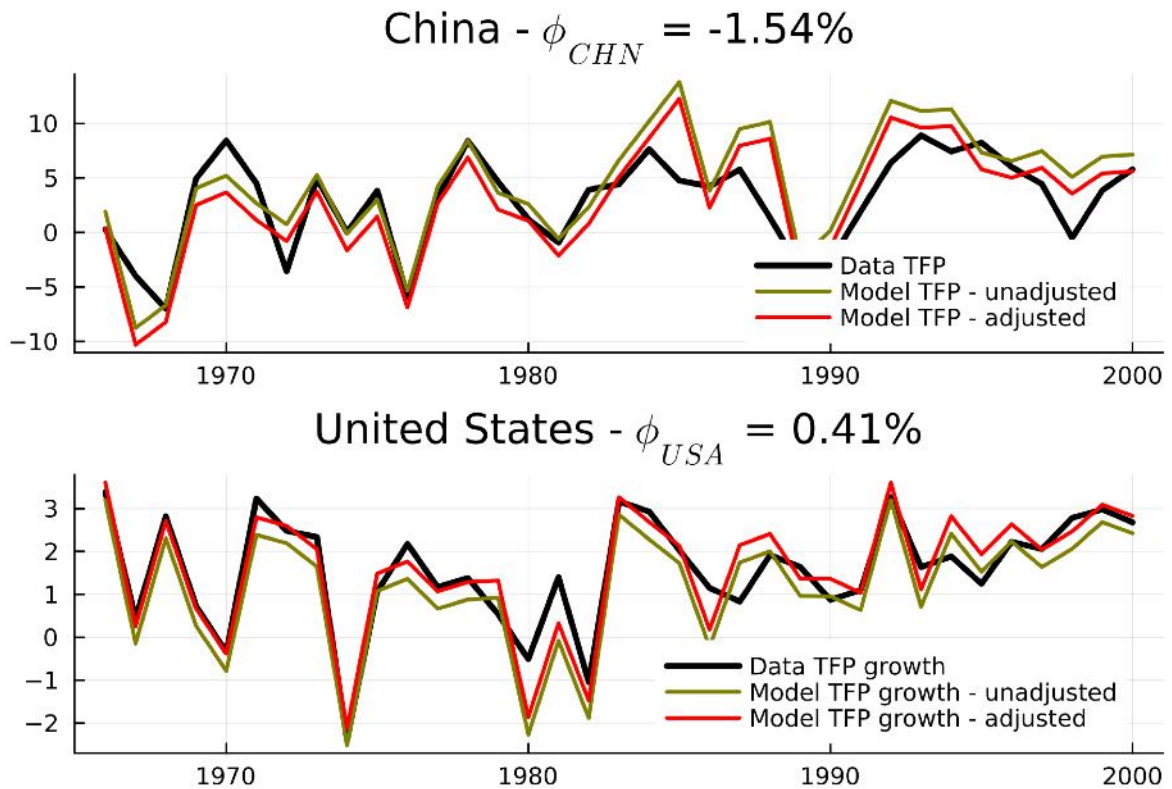 China - ϕ_CHN = -1.54%
10
5
0
−5
−10
Data TFP
Model TFP - unadjusted
Model TFP - adjusted
1970 1980 1990 2000
United States - ϕ_USA = 0.41%
3
2
1
0
−1
−2
Data TFP growth
Model TFP growth - unadjusted
Model TFP growth - adjusted
1970 1980 1990 2000